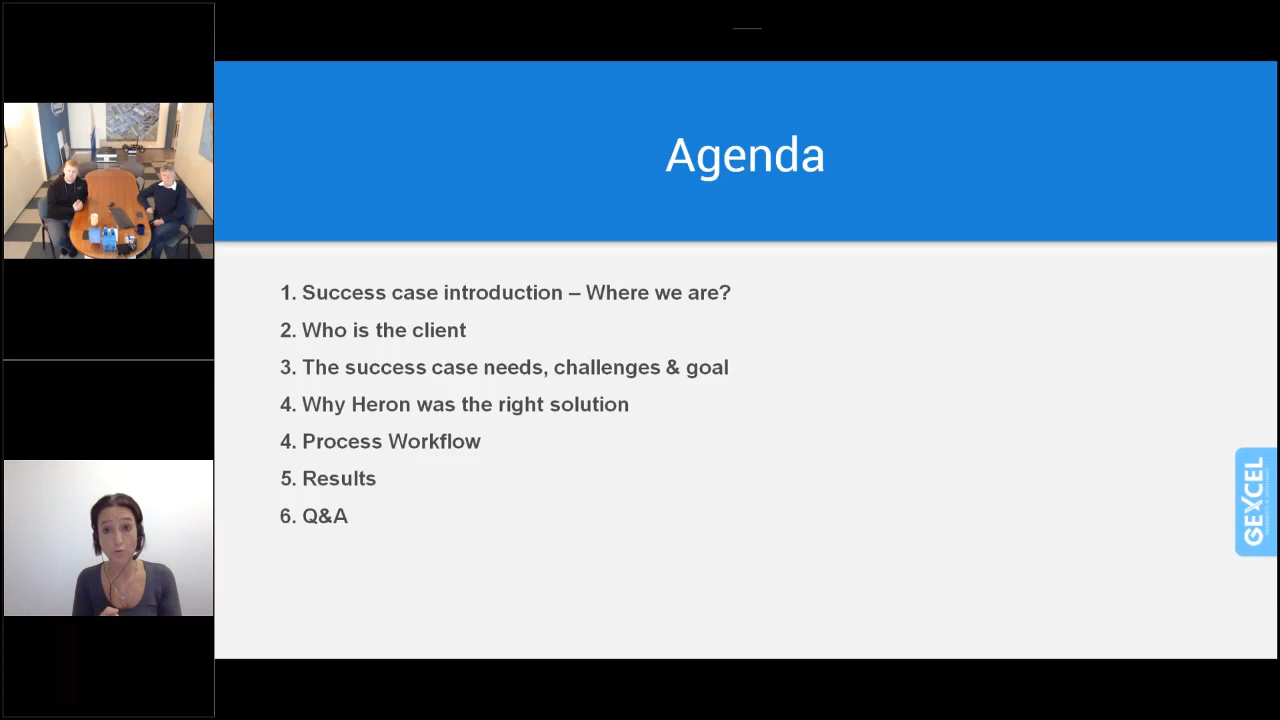 Agenda
1. Success case introduction – Where we are?
2. Who is the client
3. The success case needs, challenges & goal
4. Why Heron was the right solution
4. Process Workflow
5. Results
6. Q&A
GEXCEL